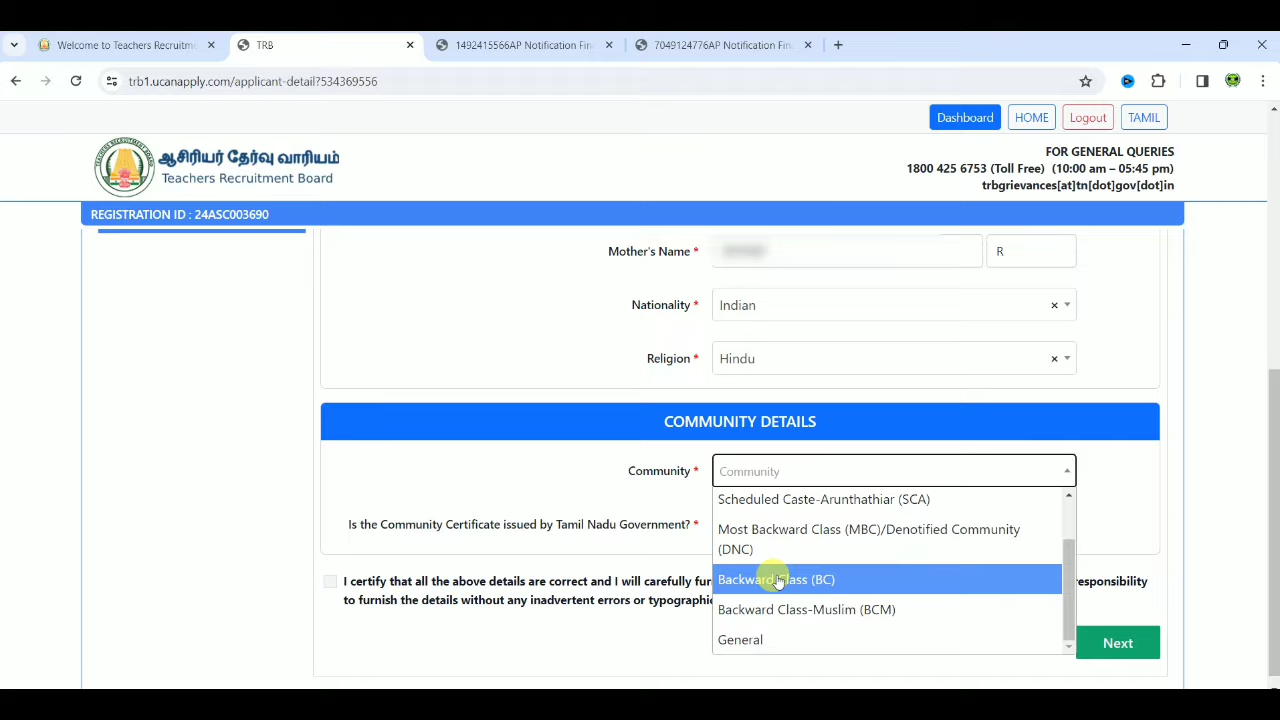 Welcome to Teachers Recruitm
TRB
1492415566AP Notification Fin
7049124776AP Notification Fin
trb1.ucanapply.com/applicant-detail?534369556
Dashboard
HOME
Logout
TAMIL
ஆசிரியர் தேர்வு வாரியம்
Teachers Recruitment Board
FOR GENERAL QUERIES
1800 425 6753 (Toll Free) (10:00 am – 05:45 pm)
trbgrievances[at]tn[dot]gov[dot]in
REGISTRATION ID : 24ASC003690
Mother's Name *
R
Nationality *
Indian
Religion *
Hindu
COMMUNITY DETAILS
Community *
Community
Scheduled Caste-Arunthathiar (SCA)
Is the Community Certificate issued by Tamil Nadu Government? *
Most Backward Class (MBC)/Denotified Community
(DNC)
Backward Class (BC)
Backward Class-Muslim (BCM)
General
I certify that all the above details are correct and I will carefully fur
responsibility
to furnish the details without any inadvertent errors or typographic
Next